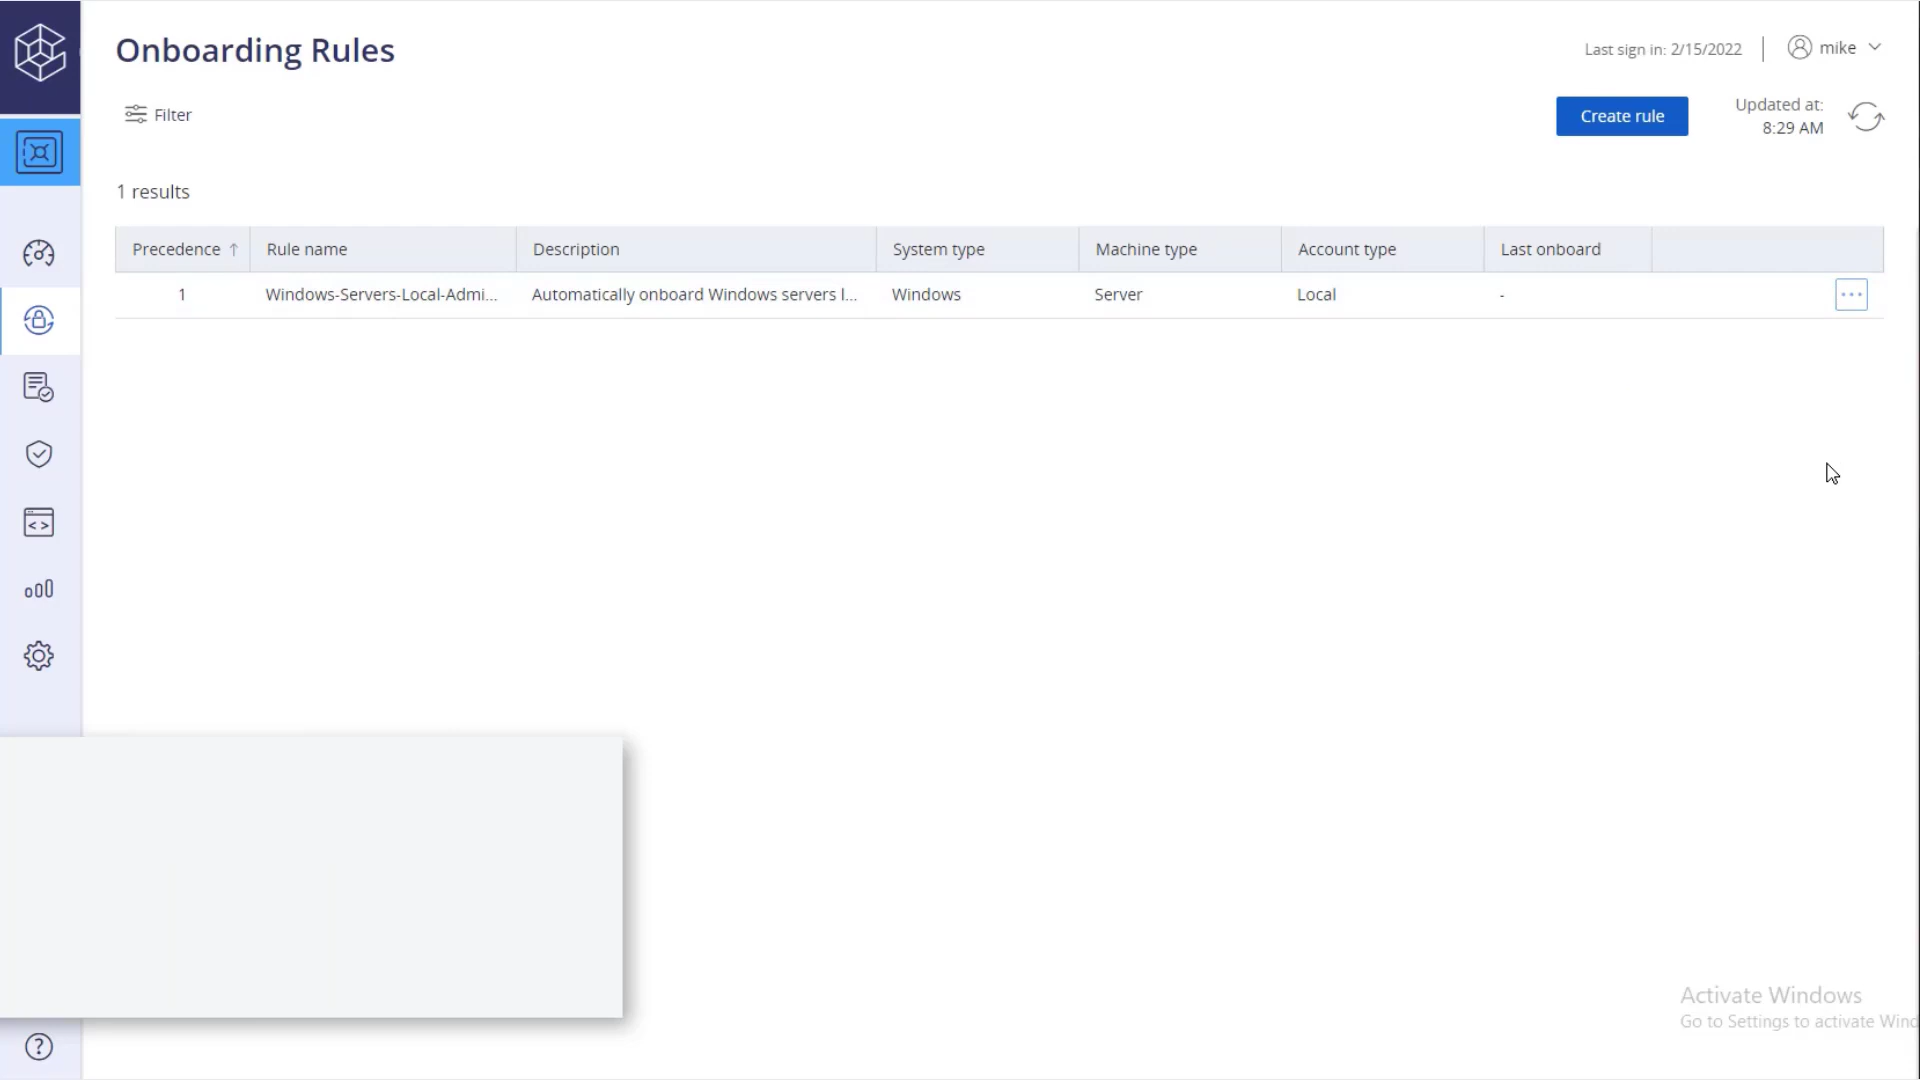 Onboarding Rules
Last sign in: 2/15/2022
mike
Filter
Create rule
Updated at:
8:29 AM
1 results
Precedence ↑ Rule name Description System type Machine type Account type Last onboard
1 Windows-Servers-Local-Admi... Automatically onboard Windows servers l... Windows Server Local - ...
Activate Windows
Go to Settings to activate Wind